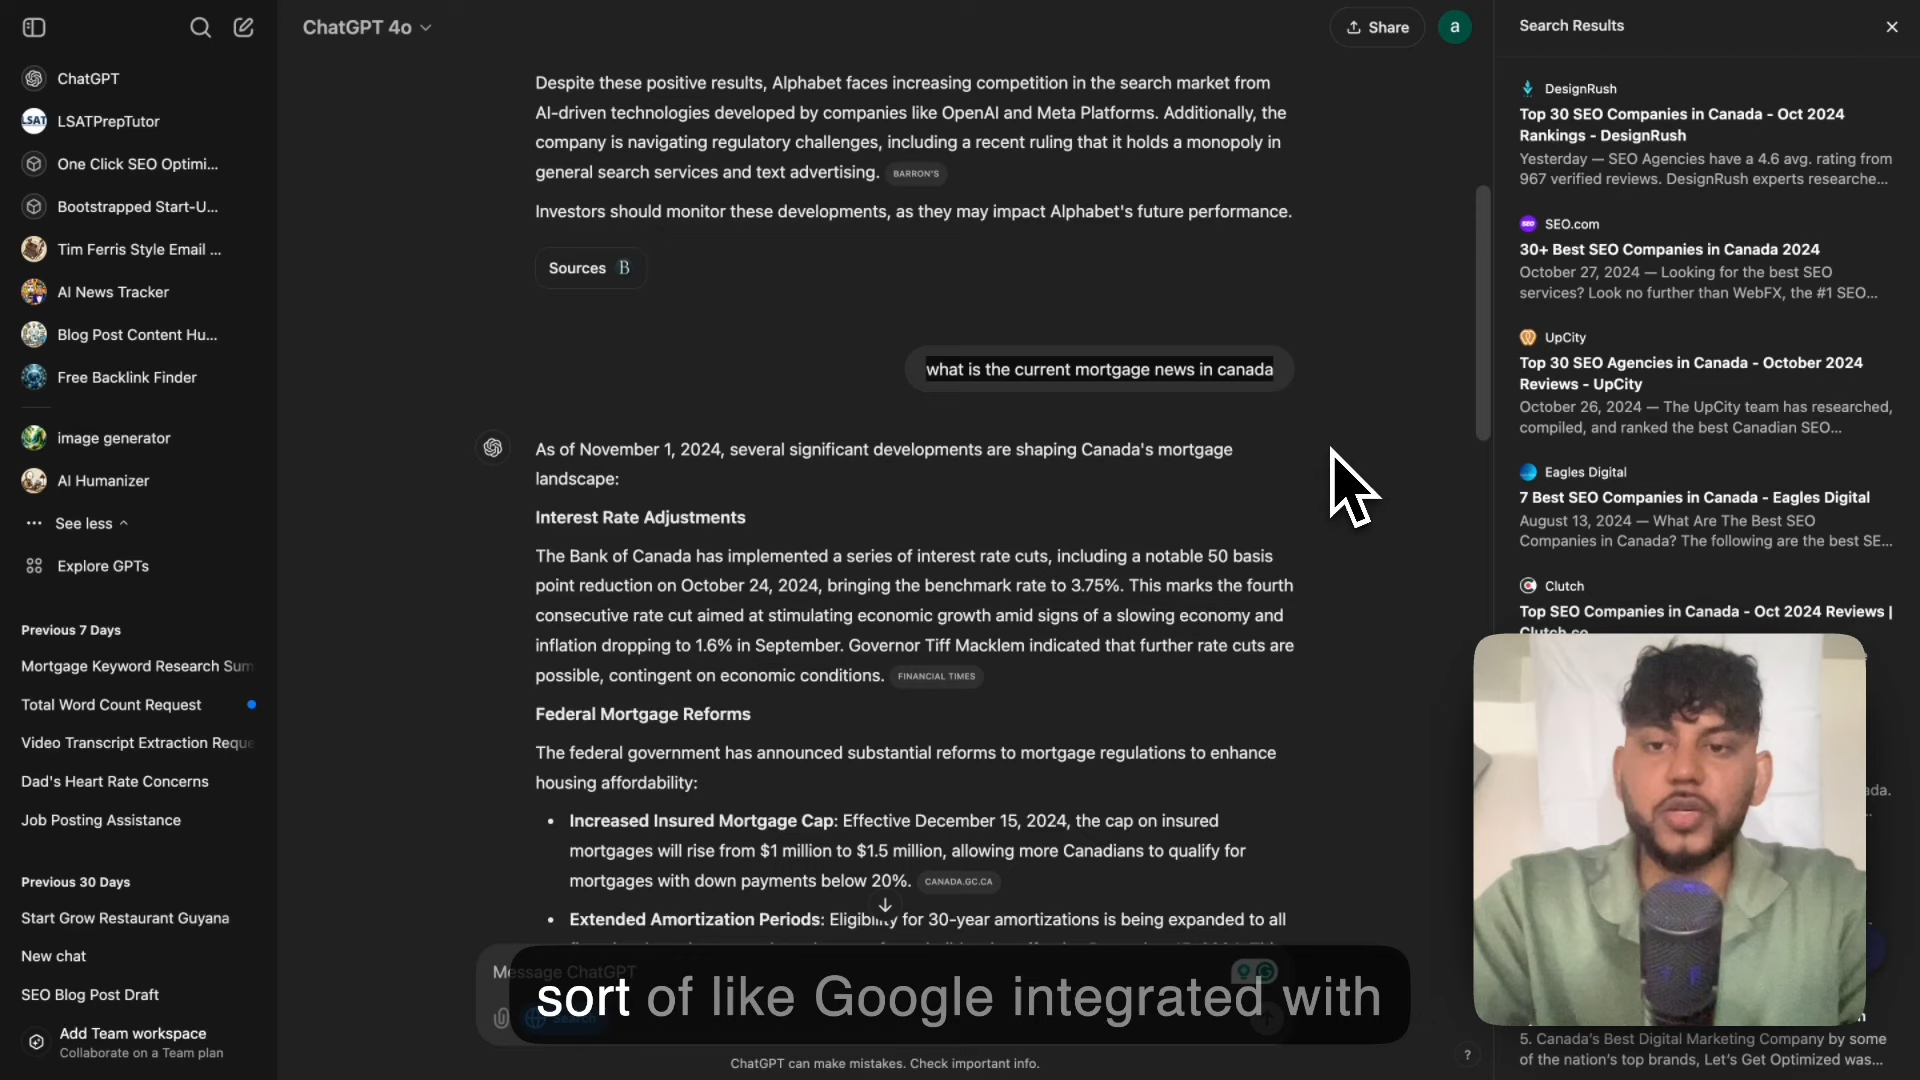 ChatGPT
LSAT
LSATPrepTutor
One Click SEO Optimi...
Bootstrapped Start-U...
Tim Ferris Style Email ...
AI News Tracker
Blog Post Content Hu...
Free Backlink Finder
image generator
AI Humanizer
See less
Explore GPTs
Previous 7 Days
Mortgage Keyword Research Sum
Total Word Count Request
Video Transcript Extraction Reque
Dad's Heart Rate Concerns
Job Posting Assistance
Previous 30 Days
Start Grow Restaurant Guyana
New chat
SEO Blog Post Draft
Add Team workspace
Collaborate on a Team plan
ChatGPT 4o
Share
a
Despite these positive results, Alphabet faces increasing competition in the search market from
AI-driven technologies developed by companies like OpenAI and Meta Platforms. Additionally, the
company is navigating regulatory challenges, including a recent ruling that it holds a monopoly in
general search services and text advertising. BARRON'S
Investors should monitor these developments, as they may impact Alphabet's future performance.
Sources B
what is the current mortgage news in canada
As of November 1, 2024, several significant developments are shaping Canada's mortgage
landscape:
Interest Rate Adjustments
The Bank of Canada has implemented a series of interest rate cuts, including a notable 50 basis
point reduction on October 24, 2024, bringing the benchmark rate to 3.75%. This marks the fourth
consecutive rate cut aimed at stimulating economic growth amid signs of a slowing economy and
inflation dropping to 1.6% in September. Governor Tiff Macklem indicated that further rate cuts are
possible, contingent on economic conditions. FINANCIAL TIMES
Federal Mortgage Reforms
The federal government has announced substantial reforms to mortgage regulations to enhance
housing affordability:
• Increased Insured Mortgage Cap: Effective December 15, 2024, the cap on insured
mortgages will rise from $1 million to $1.5 million, allowing more Canadians to qualify for
mortgages with down payments below 20%. CANADA.GC.CA
• Extended Amortization Periods: Eligibility for 30-year amortizations is being expanded to all
Message ChatGPT
Search
sort of like Google integrated with
ChatGPT can make mistakes. Check important info.
?
Search Results
DesignRush
Top 30 SEO Companies in Canada - Oct 2024
Rankings - DesignRush
Yesterday — SEO Agencies have a 4.6 avg. rating from
967 verified reviews. DesignRush experts researche...
SEO
SEO.com
30+ Best SEO Companies in Canada 2024
October 27, 2024 — Looking for the best SEO
services? Look no further than WebFX, the #1 SEO...
UpCity
Top 30 SEO Agencies in Canada - October 2024
Reviews - UpCity
October 26, 2024 — The UpCity team has researched,
compiled, and ranked the best Canadian SEO...
Eagles Digital
7 Best SEO Companies in Canada - Eagles Digital
August 13, 2024 — What Are The Best SEO
Companies in Canada? The following are the best SE...
Clutch
Top SEO Companies in Canada - Oct 2024 Reviews |
Clutch.co
ada.
5. Canada's Best Digital Marketing Company by some
of the nation's top brands, Let's Get Optimized was...